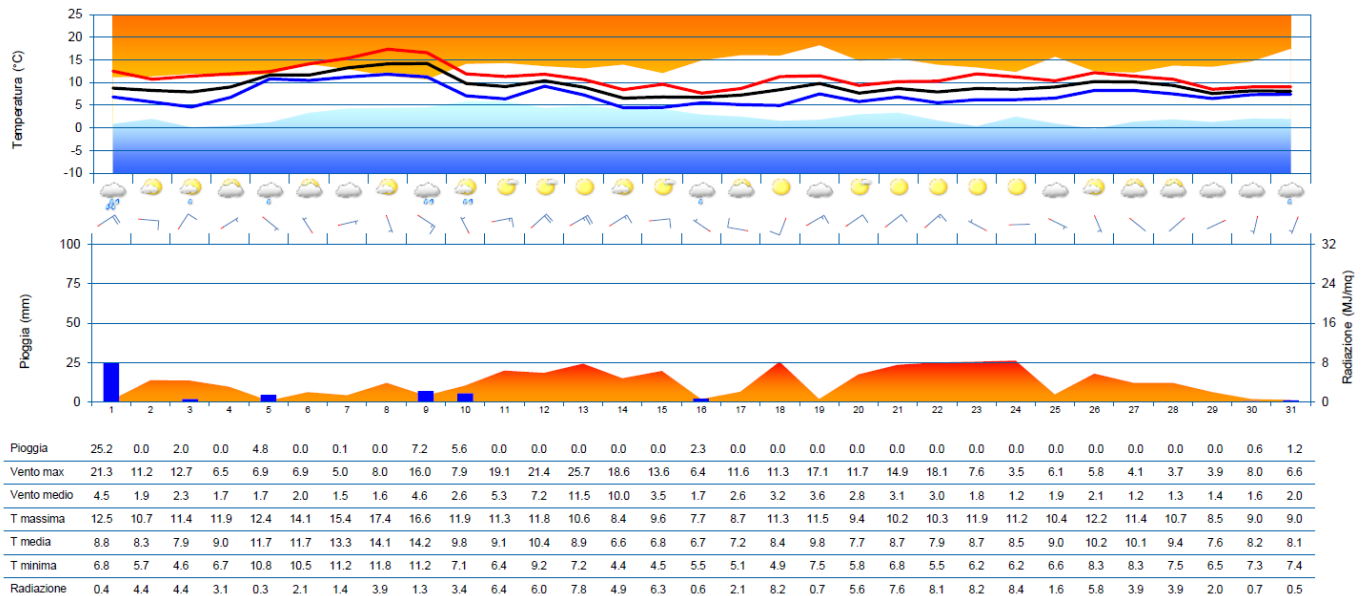 25
20
15
10
5
0
-5
-10
Temperatura (°C)
100
75
50
25
0
Pioggia (mm)
32
24
16
8
0
Radiazione (MJ/mq)
1 2 3 4 5 6 7 8 9 10 11 12 13 14 15 16 17 18 19 20 21 22 23 24 25 26 27 28 29 30 31
Pioggia 25.2 0.0 2.0 0.0 4.8 0.0 0.1 0.0 7.2 5.6 0.0 0.0 0.0 0.0 0.0 2.3 0.0 0.0 0.0 0.0 0.0 0.0 0.0 0.0 0.0 0.0 0.0 0.0 0.0 0.6 1.2
Vento max 21.3 11.2 12.7 6.5 6.9 6.9 5.0 8.0 16.0 7.9 19.1 21.4 25.7 18.6 13.6 6.4 11.6 11.3 17.1 11.7 14.9 18.1 7.6 3.5 6.1 5.8 4.1 3.7 3.9 8.0 6.6
Vento medio 4.5 1.9 2.3 1.7 1.7 2.0 1.5 1.6 4.6 2.6 5.3 7.2 11.5 10.0 3.5 1.7 2.6 3.2 3.6 2.8 3.1 3.0 1.8 1.2 1.9 2.1 1.2 1.3 1.4 1.6 2.0
T massima 12.5 10.7 11.4 11.9 12.4 14.1 15.4 17.4 16.6 11.9 11.3 11.8 10.6 8.4 9.6 7.7 8.7 11.3 11.5 9.4 10.2 10.3 11.9 11.2 10.4 12.2 11.4 10.7 8.5 9.0 9.0
T media 8.8 8.3 7.9 9.0 11.7 11.7 13.3 14.1 14.2 9.8 9.1 10.4 8.9 6.6 6.8 6.7 7.2 8.4 9.8 7.7 8.7 7.9 8.7 8.5 9.0 10.2 10.1 9.4 7.6 8.2 8.1
T minima 6.8 5.7 4.6 6.7 10.8 10.5 11.2 11.8 11.2 7.1 6.4 9.2 7.2 4.4 4.5 5.5 5.1 4.9 7.5 5.8 6.8 5.5 6.2 6.2 6.6 8.3 8.3 7.5 6.5 7.3 7.4
Radiazione 0.4 4.4 4.4 3.1 0.3 2.1 1.4 3.9 1.3 3.4 6.4 6.0 7.8 4.9 6.3 0.6 2.1 8.2 0.7 5.6 7.6 8.1 8.2 8.4 1.6 5.8 3.9 3.9 2.0 0.7 0.5